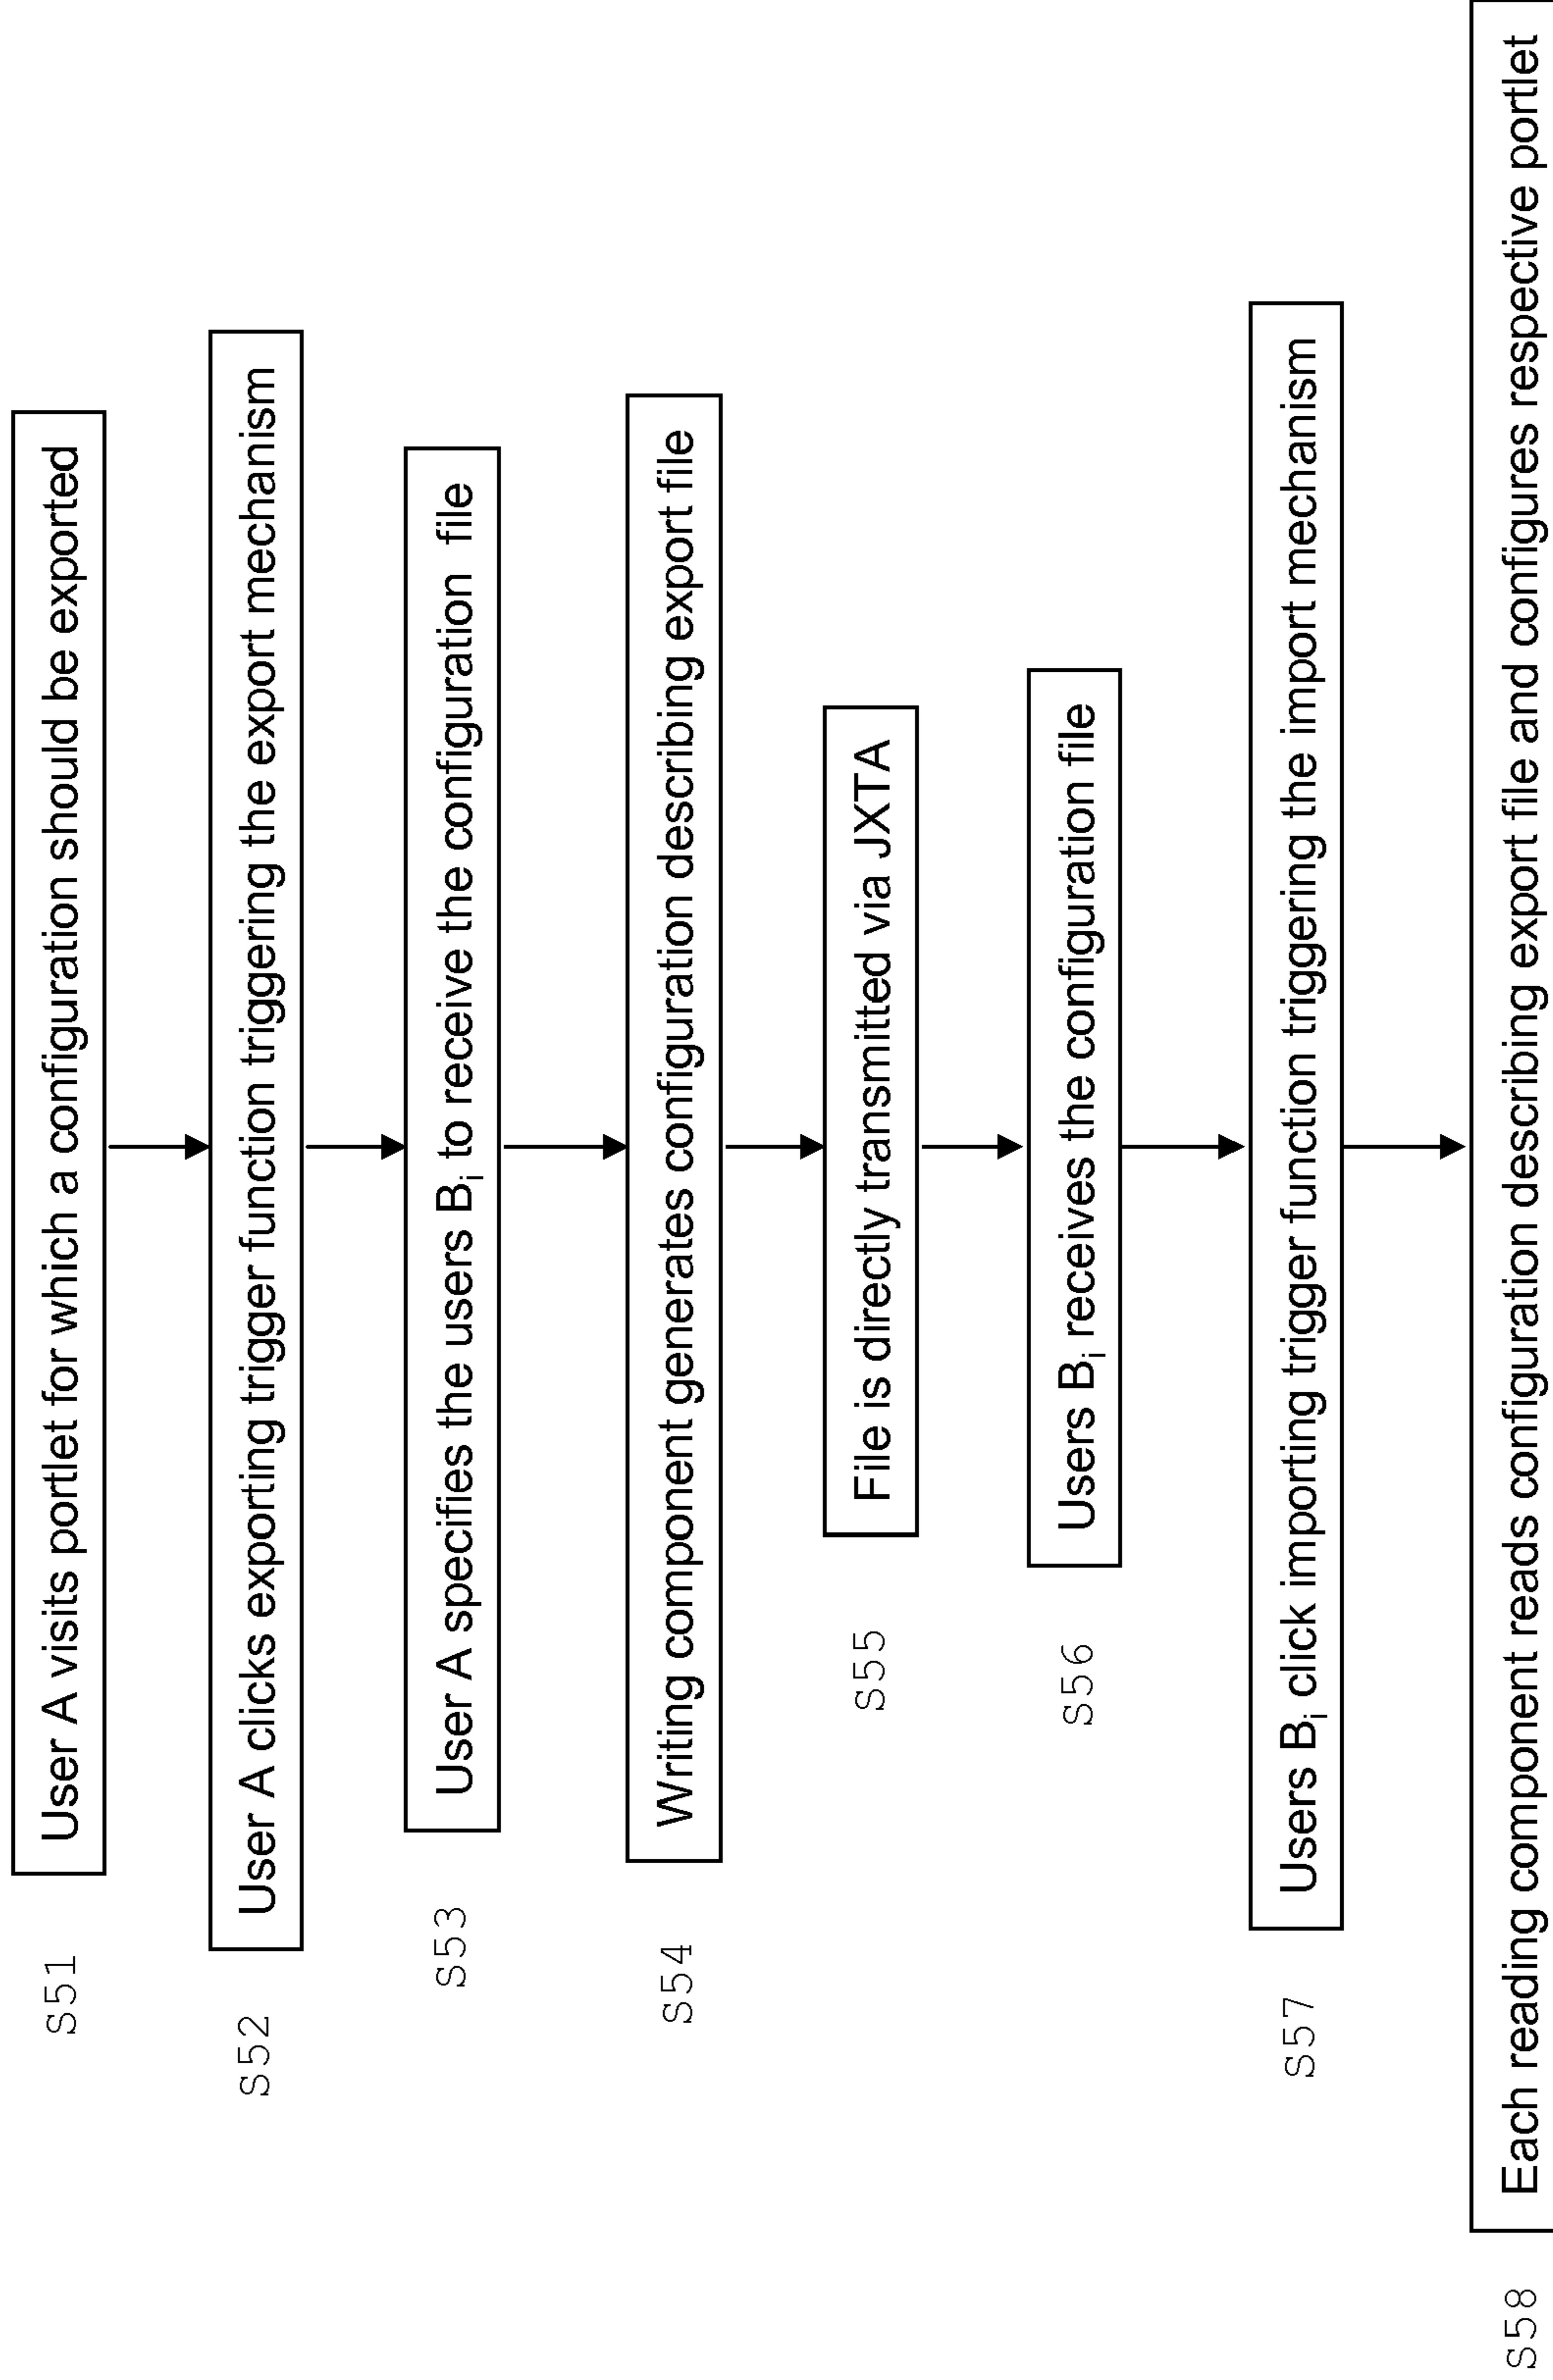 S51 User A visits portlet for which a configuration should be exported
S52 User A clicks exporting trigger function triggering the export mechanism
S53 User A specifies the users Bi to receive the configuration file
S54 Writing component generates configuration describing export file
S55 File is directly transmitted via JXTA
S56 Users Bi receives the configuration file
S57 Users Bi click importing trigger function triggering the import mechanism
S58 Each reading component reads configuration describing export file and configures respective portlet